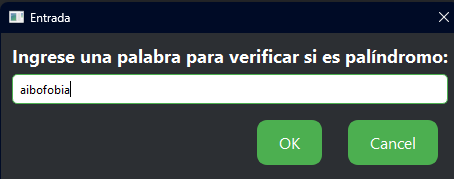 Entrada
Ingrese una palabra para verificar si es palíndromo:
aibofobia
OK
Cancel